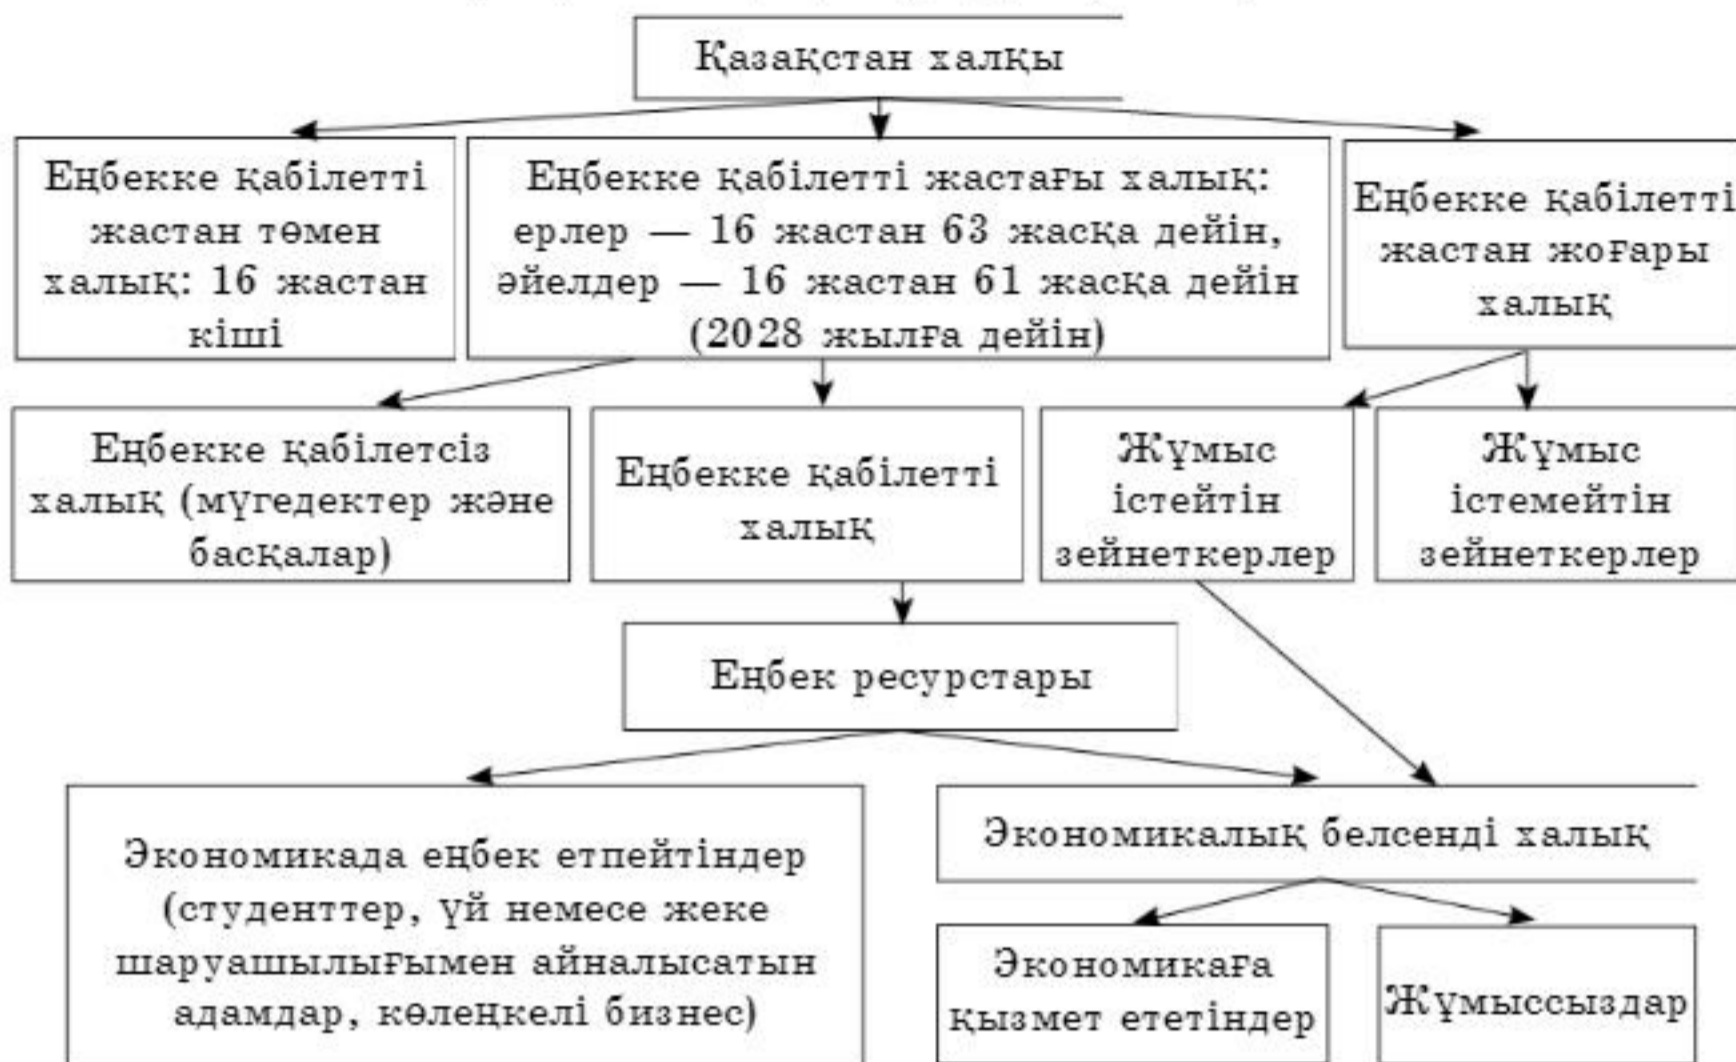 Қазақстан халқы
Еңбекке қабілетті
жастан төмен
халық: 16 жастан
кіші
Еңбекке қабілетті жастағы халық:
ерлер — 16 жастан 63 жасқа дейін,
әйелдер — 16 жастан 61 жасқа дейін
(2028 жылға дейін)
Еңбекке қабілетті
жастан жоғары
халық
Еңбекке қабілетсіз
халық (мүгедектер және
басқалар)
Еңбекке қабілетті
халық
Жұмыс
істейтін
зейнеткерлер
Жұмыс
істемейтін
зейнеткерлер
Еңбек ресурстары
Экономикада еңбек етпейтіндер
(студенттер, үй немесе жеке
шаруашылығымен айналысатын
адамдар, көлеңкелі бизнес)
Экономикалық белсенді халық
Экономикаға
қызмет ететіндер
Жұмыссыздар